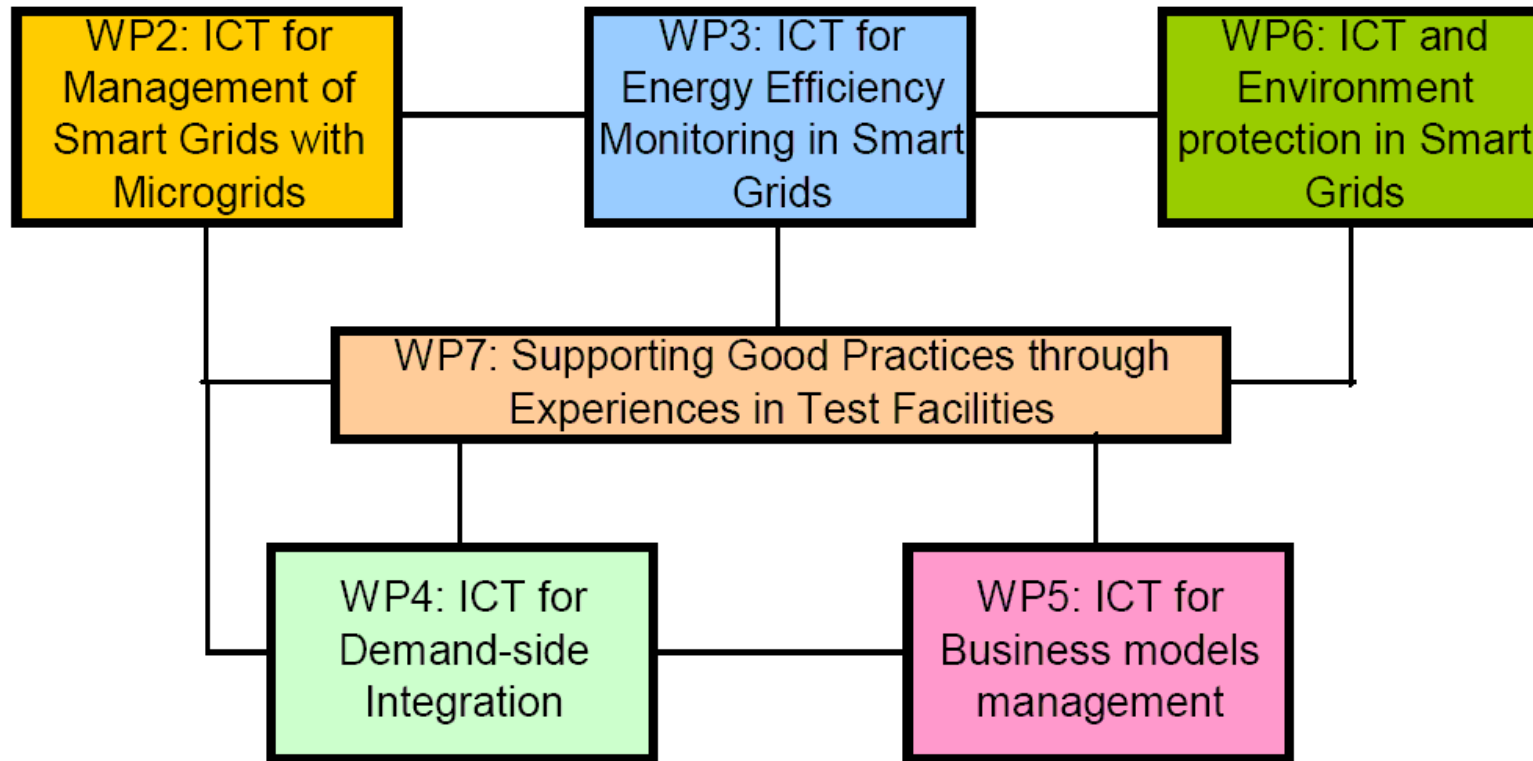 WP2: ICT for
Management of
Smart Grids with
Microgrids
WP3: ICT for
Energy Efficiency
Monitoring in Smart
Grids
WP6: ICT and
Environment
protection in Smart
Grids
WP7: Supporting Good Practices through
Experiences in Test Facilities
WP4: ICT for
Demand-side
Integration
WP5: ICT for
Business models
management